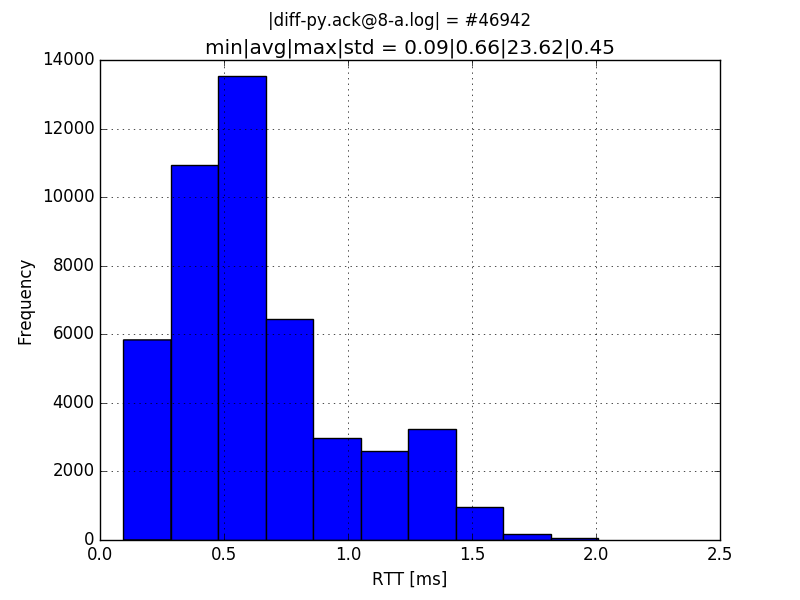 |diff-py.ack@8-a.log| = #46942
min|avg|max|std = 0.09|0.66|23.62|0.45
14000
12000
10000
8000
6000
4000
2000
0
Frequency
0.0 0.5 1.0 1.5 2.0 2.5
RTT [ms]